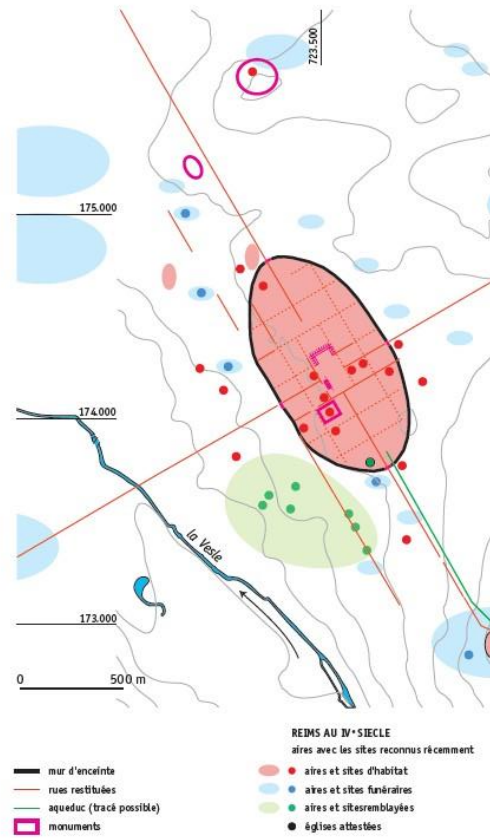 723.500
175.000
174.000
la Vesle
173.000
0 500 m
REIMS AU IVᵉ SIECLE
aires avec les sites reconnus récemment
mur d'enceinte
rues restituées
aqueduc (tracé possible)
monuments
aires et sites d'habitat
aires et sites funéraires
aires et sitesremblayées
églises attestées